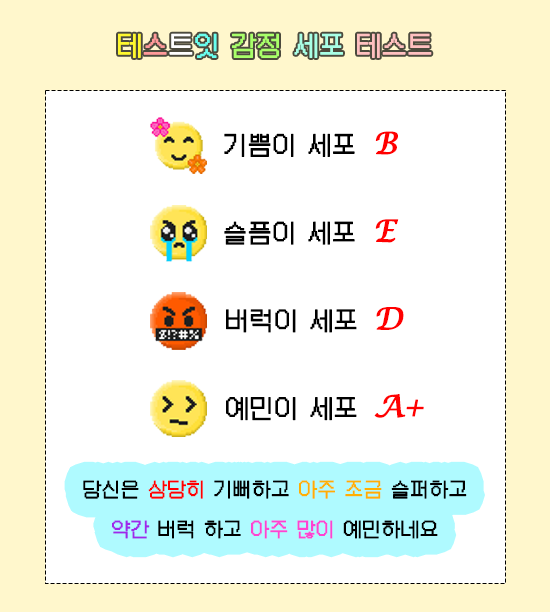 테스트잇 감정 세포 테스트
기쁨이 세포 B
슬픔이 세포 E
$!?#%
버럭이 세포 D
예민이 세포 A+
당신은 상당히 기뻐하고 아주 조금 슬퍼하고
약간 버럭 하고 아주 많이 예민하네요